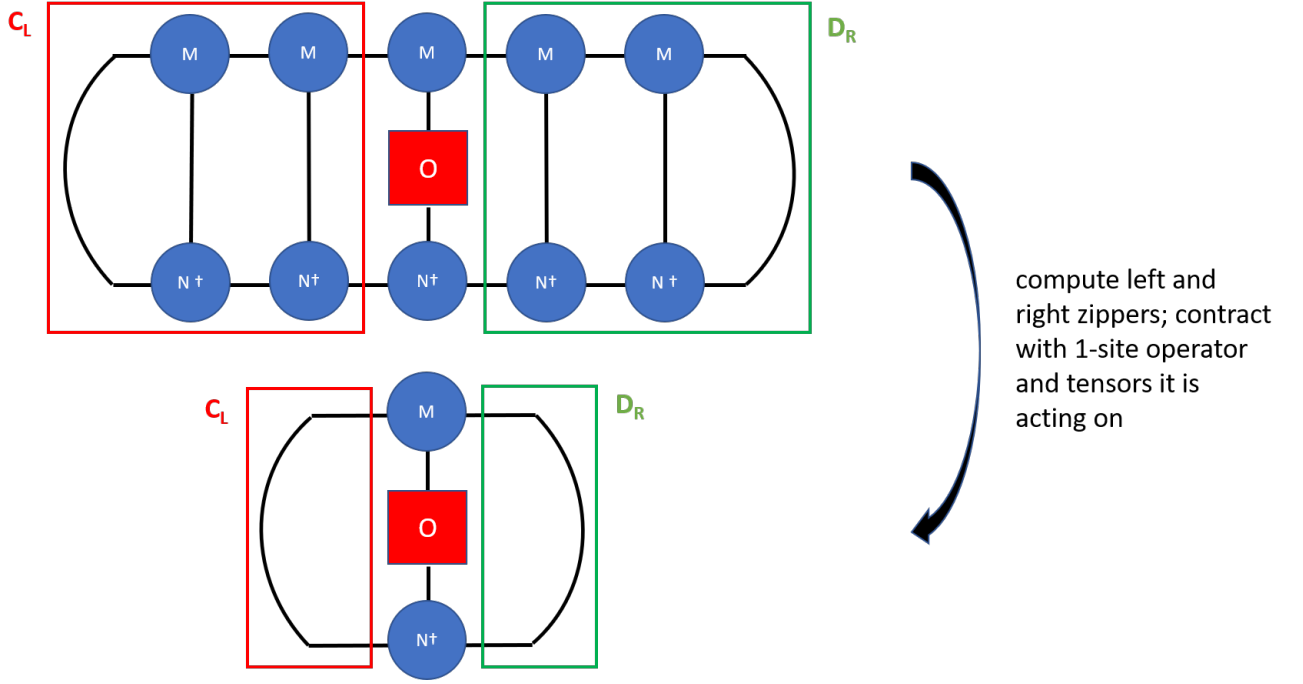 C_L
M M M M M
D_R
O
N † N† N† N† N †
compute left and
right zippers; contract
with 1-site operator
and tensors it is
acting on
C_L
M
D_R
O
N†